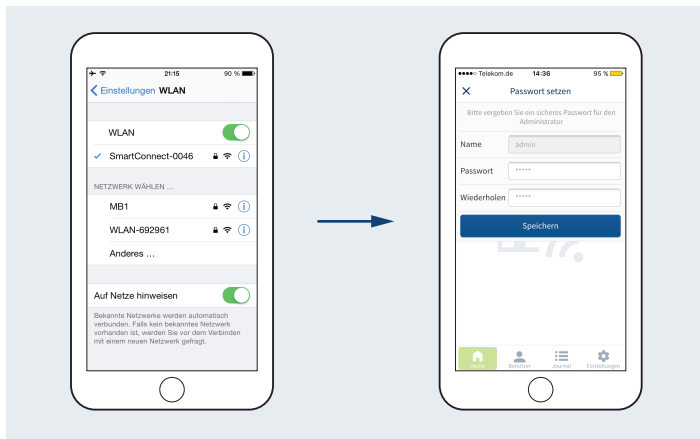 21:15
90 %
Einstellungen WLAN
WLAN
SmartConnect-0046
NETZWERK WÄHLEN ...
MB1
WLAN-692961
Anderes ...
Auf Netze hinweisen
Bekannte Netzwerke werden automatisch
verbunden. Falls kein bekanntes Netzwerk
vorhanden ist, werden Sie vor dem Verbinden
mit einem neuen Netzwerk gefragt.
Telekom.de 14:36 95 %
Passwort setzen
Bitte vergeben Sie ein sicheres Passwort für den
Administrator
Name admin
Passwort *****
Wiederholen *****
Speichern
Home Benutzer Journal Einstellungen